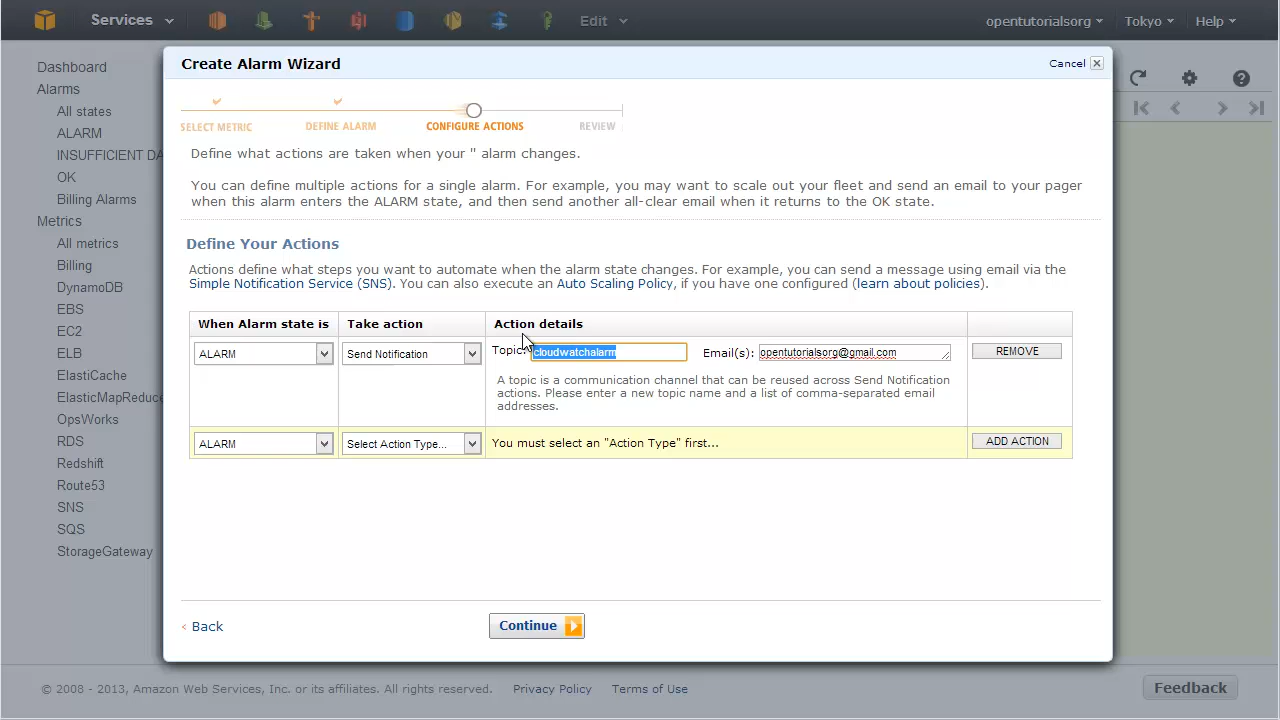 Services
Edit
opentutorialsorg
Tokyo
Help
Dashboard
Alarms
All states
ALARM
INSUFFICIENT DA
OK
Billing Alarms
Metrics
All metrics
Billing
DynamoDB
EBS
EC2
ELB
ElastiCache
ElasticMapReduce
OpsWorks
RDS
Redshift
Route53
SNS
SQS
StorageGateway
Create Alarm Wizard
Cancel
SELECT METRIC
DEFINE ALARM
CONFIGURE ACTIONS
REVIEW
Define what actions are taken when your '' alarm changes.
You can define multiple actions for a single alarm. For example, you may want to scale out your fleet and send an email to your pager
when this alarm enters the ALARM state, and then send another all-clear email when it returns to the OK state.
Define Your Actions
Actions define what steps you want to automate when the alarm state changes. For example, you can send a message using email via the
Simple Notification Service (SNS). You can also execute an Auto Scaling Policy, if you have one configured (learn about policies).
When Alarm state is
Take action
Action details
ALARM
Send Notification
Topic:
cloudwatchalarm
Email(s):
opentutorialsorg@gmail.com
REMOVE
A topic is a communication channel that can be reused across Send Notification
actions. Please enter a new topic name and a list of comma-separated email
addresses.
ALARM
Select Action Type...
You must select an "Action Type" first...
ADD ACTION
< Back
Continue
© 2008 - 2013, Amazon Web Services, Inc. or its affiliates. All rights reserved.
Privacy Policy
Terms of Use
Feedback